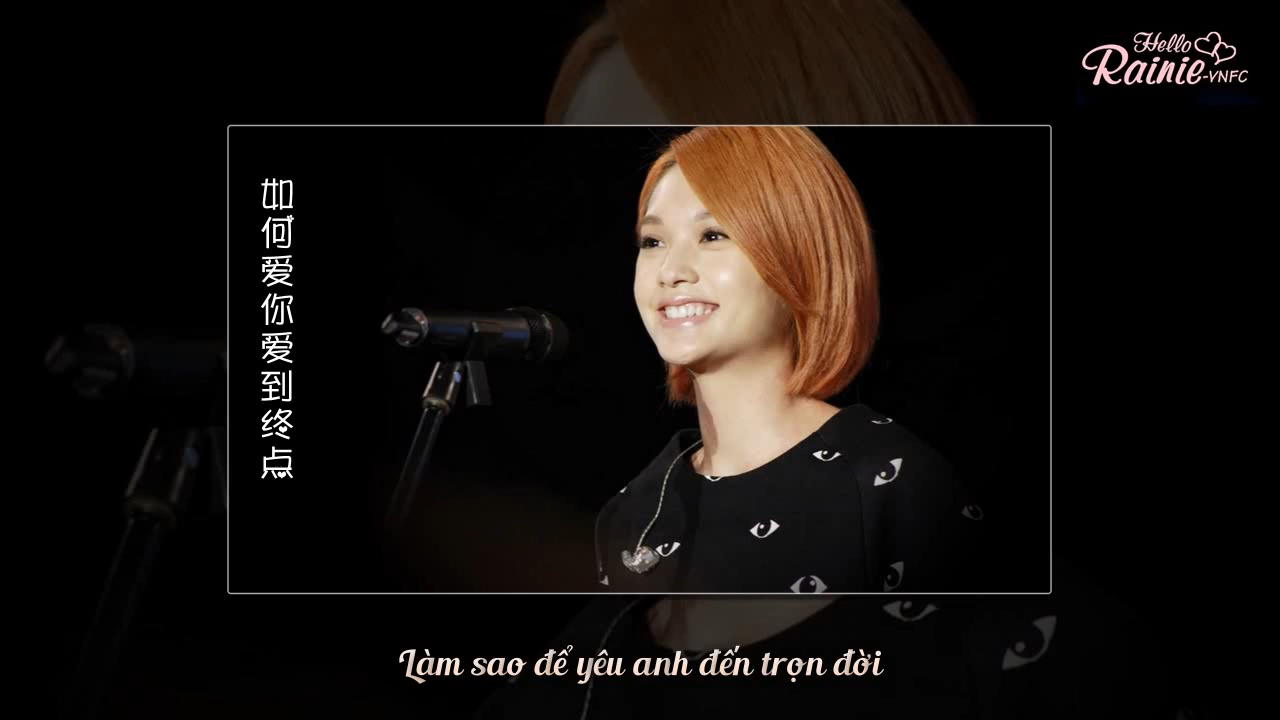 Hello
Rainie-VNFC
如何爱你爱到终点
Làm sao để yêu anh đến trọn đời